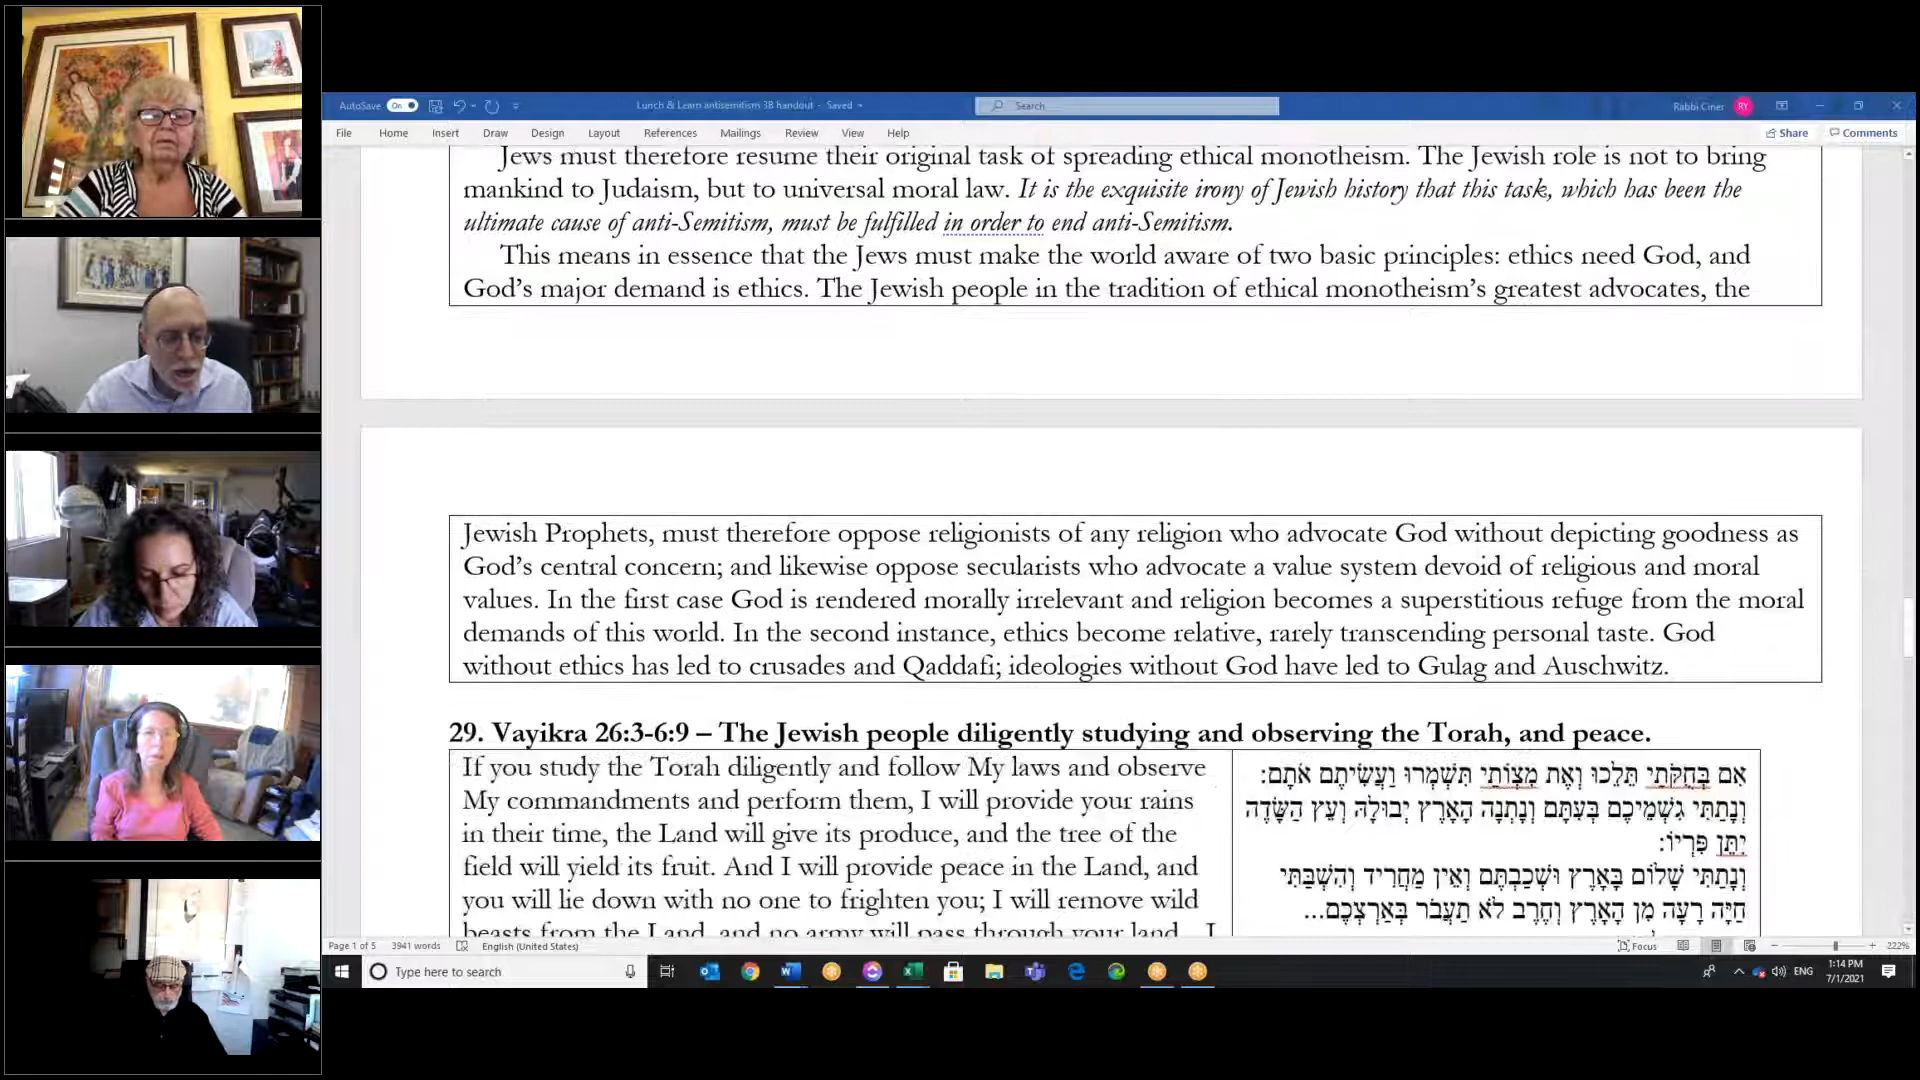 AutoSave On
Lunch & Learn antisemitism 3B handout - Saved
Search
Rabbi Ciner RY
File Home Insert Draw Design Layout References Mailings Review View Help
Share Comments
Jews must therefore resume their original task of spreading ethical monotheism. The Jewish role is not to bring
mankind to Judaism, but to universal moral law. It is the exquisite irony of Jewish history that this task, which has been the
ultimate cause of anti-Semitism, must be fulfilled in order to end anti-Semitism.
This means in essence that the Jews must make the world aware of two basic principles: ethics need God, and
God's major demand is ethics. The Jewish people in the tradition of ethical monotheism's greatest advocates, the
Jewish Prophets, must therefore oppose religionists of any religion who advocate God without depicting goodness as
God's central concern; and likewise oppose secularists who advocate a value system devoid of religious and moral
values. In the first case God is rendered morally irrelevant and religion becomes a superstitious refuge from the moral
demands of this world. In the second instance, ethics become relative, rarely transcending personal taste. God
without ethics has led to crusades and Qaddafi; ideologies without God have led to Gulag and Auschwitz.
29. Vayikra 26:3-6:9 – The Jewish people diligently studying and observing the Torah, and peace.
If you study the Torah diligently and follow My laws and observe
My commandments and perform them, I will provide your rains
in their time, the Land will give its produce, and the tree of the
field will yield its fruit. And I will provide peace in the Land, and
you will lie down with no one to frighten you; I will remove wild
beasts from the Land, and no army will pass through your land... I
אִם בְּחֻקֹּתַי תֵּלֵכוּ וְאֶת מִצְוֹתַי תִּשְׁמְרוּ וַעֲשִׂיתֶם אֹתָם:
וְנָתַתִּי גִשְׁמֵיכֶם בְּעִתָּם וְנָתְנָה הָאָרֶץ יְבוּלָהּ וְעֵץ הַשָּׂדֶה
יִתֵּן פִּרְיוֹ:
וְנָתַתִּי שָׁלוֹם בָּאָרֶץ וּשְׁכַבְתֶּם וְאֵין מַחֲרִיד וְהִשְׁבַּתִּי
חַיָּה רָעָה מִן הָאָרֶץ וְחֶרֶב לֹא תַעֲבֹר בְּאַרְצְכֶם...
Page 1 of 5 3941 words English (United States)
Focus 222%
Type here to search
ENG
1:14 PM
7/1/2021